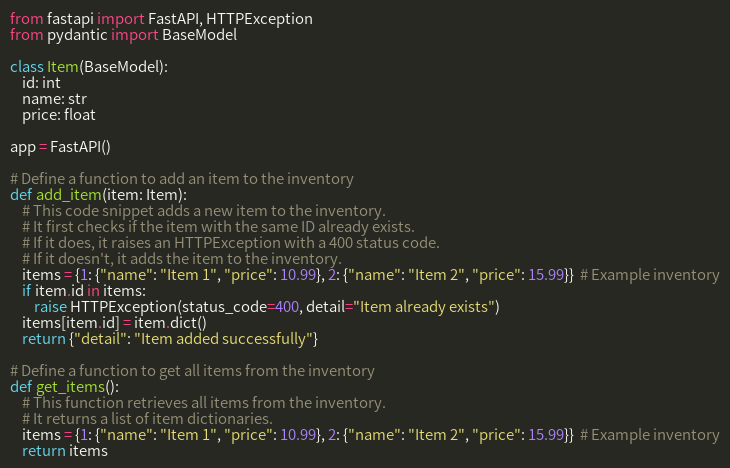 from fastapi import FastAPI, HTTPException
from pydantic import BaseModel

class Item(BaseModel):
    id: int
    name: str
    price: float

app = FastAPI()

# Define a function to add an item to the inventory
def add_item(item: Item):
    # This code snippet adds a new item to the inventory.
    # It first checks if the item with the same ID already exists.
    # If it does, it raises an HTTPException with a 400 status code.
    # If it doesn't, it adds the item to the inventory.
    items = {1: {"name": "Item 1", "price": 10.99}, 2: {"name": "Item 2", "price": 15.99}}  # Example inventory
    if item.id in items:
        raise HTTPException(status_code=400, detail="Item already exists")
    items[item.id] = item.dict()
    return {"detail": "Item added successfully"}

# Define a function to get all items from the inventory
def get_items():
    # This function retrieves all items from the inventory.
    # It returns a list of item dictionaries.
    items = {1: {"name": "Item 1", "price": 10.99}, 2: {"name": "Item 2", "price": 15.99}}  # Example inventory
    return items